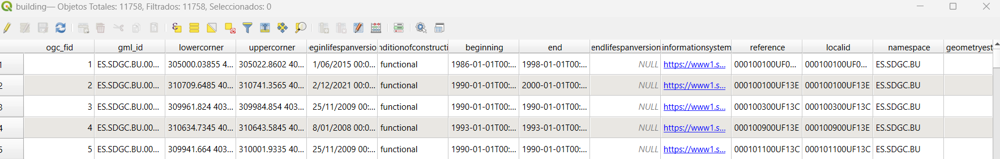 building— Objetos Totales: 11758, Filtrados: 11758, Seleccionados: 0
ogc_fid gml_id lowercorner uppercorner eginlifespanversio nditionofconstructi beginning end endlifespanversion informationsystem reference localid namespace geometryest
1 1 ES.SDGC.BU.00... 305000.03855 4... 305022.8602 40... 1/06/2015 00:0... functional 1986-01-01T00:... 1998-01-01T00:... NULL https://www1.s... 000100100UF0... 000100100UF0... ES.SDGC.BU
2 2 ES.SDGC.BU.00... 310709.6485 40... 310741.3565 40... 2/12/2021 00:0... functional 1990-01-01T00:... 2000-01-01T00:... NULL https://www1.s... 000100100UF13E 000100100UF13E ES.SDGC.BU
3 3 ES.SDGC.BU.00... 309961.824 403... 309984.854 403... 25/11/2009 00:... functional 1990-01-01T00:... 1990-01-01T00:... NULL https://www1.s... 000100300UF13C 000100300UF13C ES.SDGC.BU
4 4 ES.SDGC.BU.00... 310634.7345 40... 310643.5845 40... 8/01/2008 00:0... functional 1993-01-01T00:... 1993-01-01T00:... NULL https://www1.s... 000100900UF13E 000100900UF13E ES.SDGC.BU
5 5 ES.SDGC.BU.00... 309941.664 403... 310001.9335 40... 25/11/2009 00:... functional 1990-01-01T00:... 1990-01-01T00:... NULL https://www1.s... 000101100UF13C 000101100UF13C ES.SDGC.BU